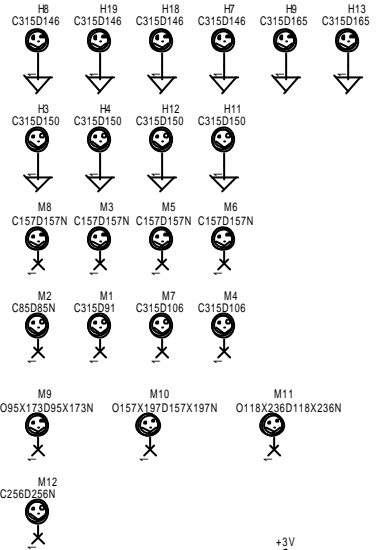 H8 H19 H18 H7 H9 H13
C315D146 C315D146 C315D146 C315D146 C315D165 C315D165
H3 H4 H12 H11
C315D150 C315D150 C315D150 C315D150
M8 M3 M5 M6
C157D157N C157D157N C157D157N C157D157N
M2 M1 M7 M4
C85D85N C315D91 C315D106 C315D106
M9 M10 M11
O95X173D95X173N O157X197D157X197N O118X236D118X236N
M12
C256D256N
+3V